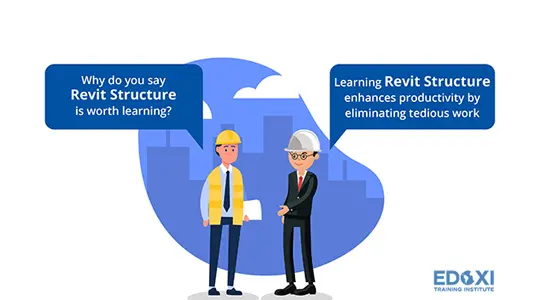 Why do you say
Revit Structure
is worth learning?
Learning Revit Structure
enhances productivity by
eliminating tedious work
EDOXI
TRAINING INSTITUTE